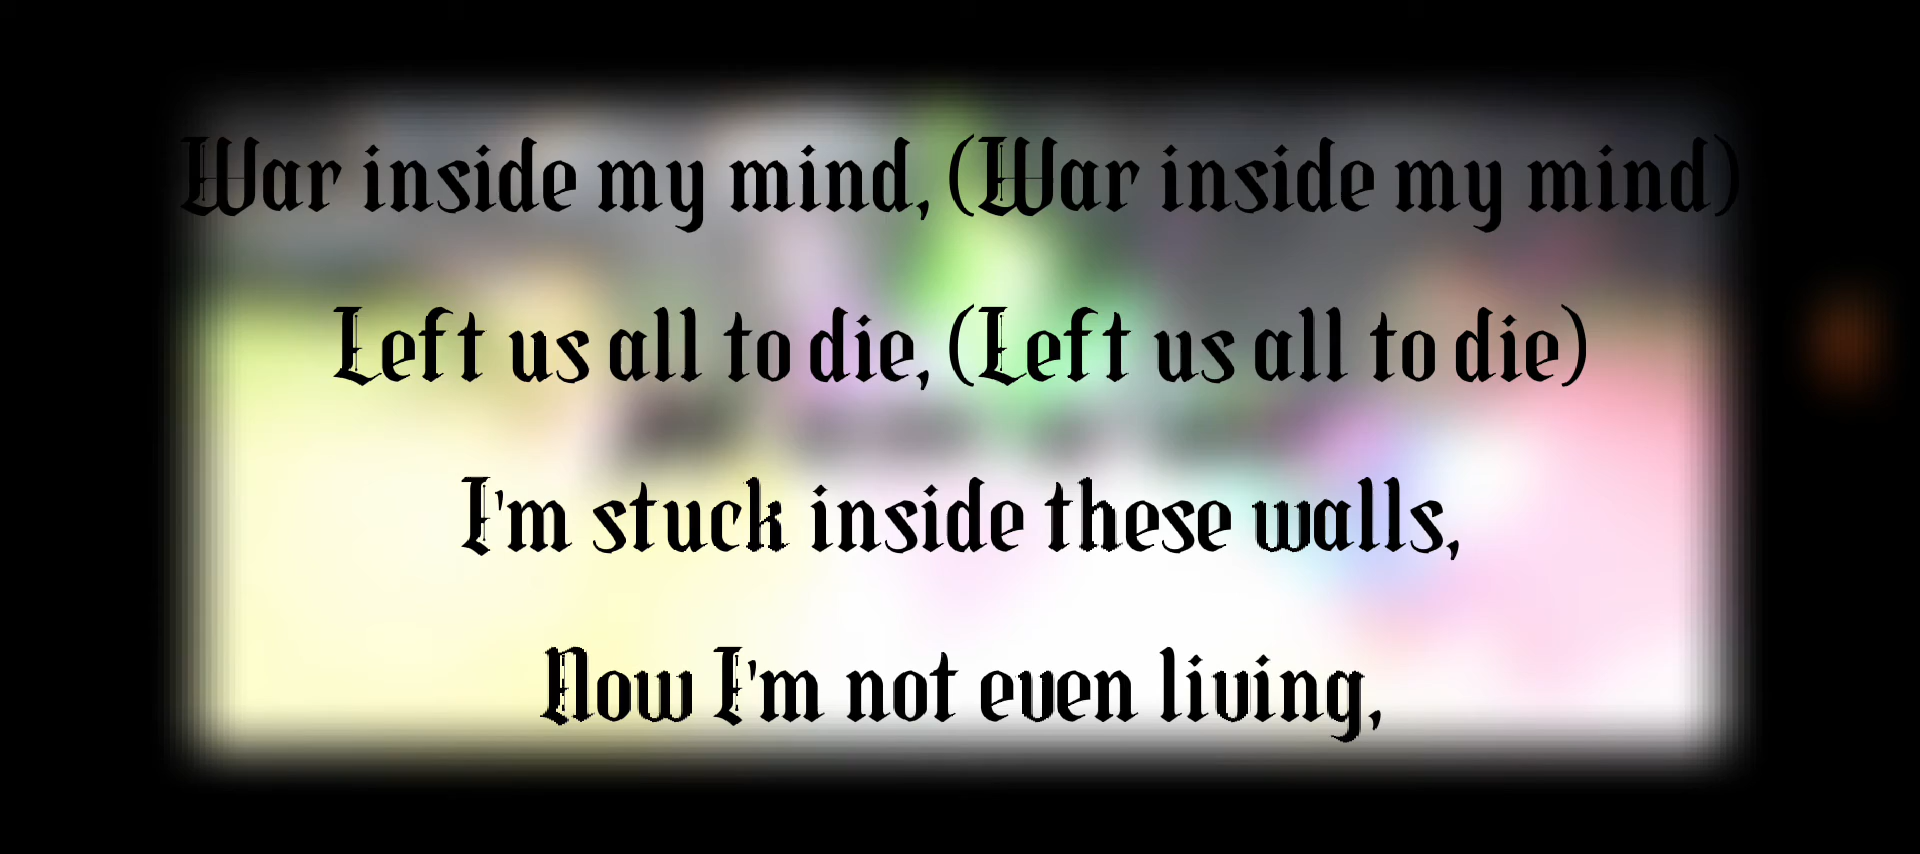 War inside my mind, (War inside my mind)
Left us all to die, (Left us all to die)
I'm stuck inside these walls,
Now I'm not even living,